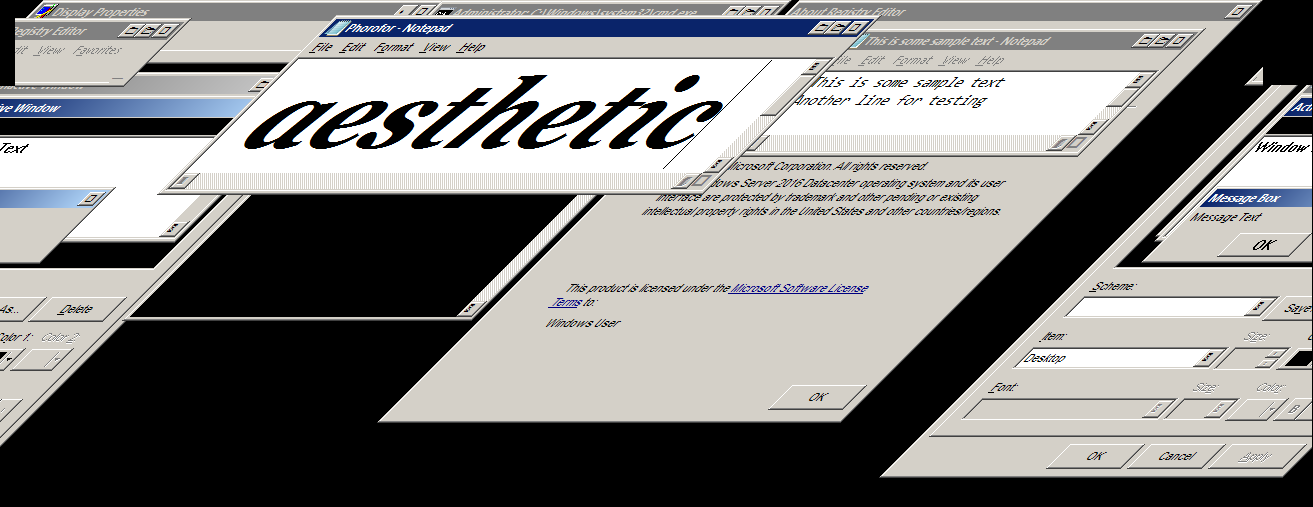 Display Properties
Administrator: C:\Windows\system32\cmd.exe
About Registry Editor
egistry Editor
Edit View Favorites
Phorofor - Notepad
File Edit Format View Help
aesthetic
This is some sample text - Notepad
File Edit Format View Help
This is some sample text
Another line for testing
ve Window
Text
Window
Message Box
Message Text
OK
Microsoft Corporation. All rights reserved.
ows Server 2016 Datacenter operating system and its user
interface are protected by trademark and other pending or existing
intellectual property rights in the United States and other countries/regions.
This product is licensed under the Microsoft Software License
Terms to:
Windows User
OK
As... Delete
Color 1: Color 2:
Scheme:
Save
Item: Size:
Desktop
Font: Size: Color:
B
OK Cancel Apply